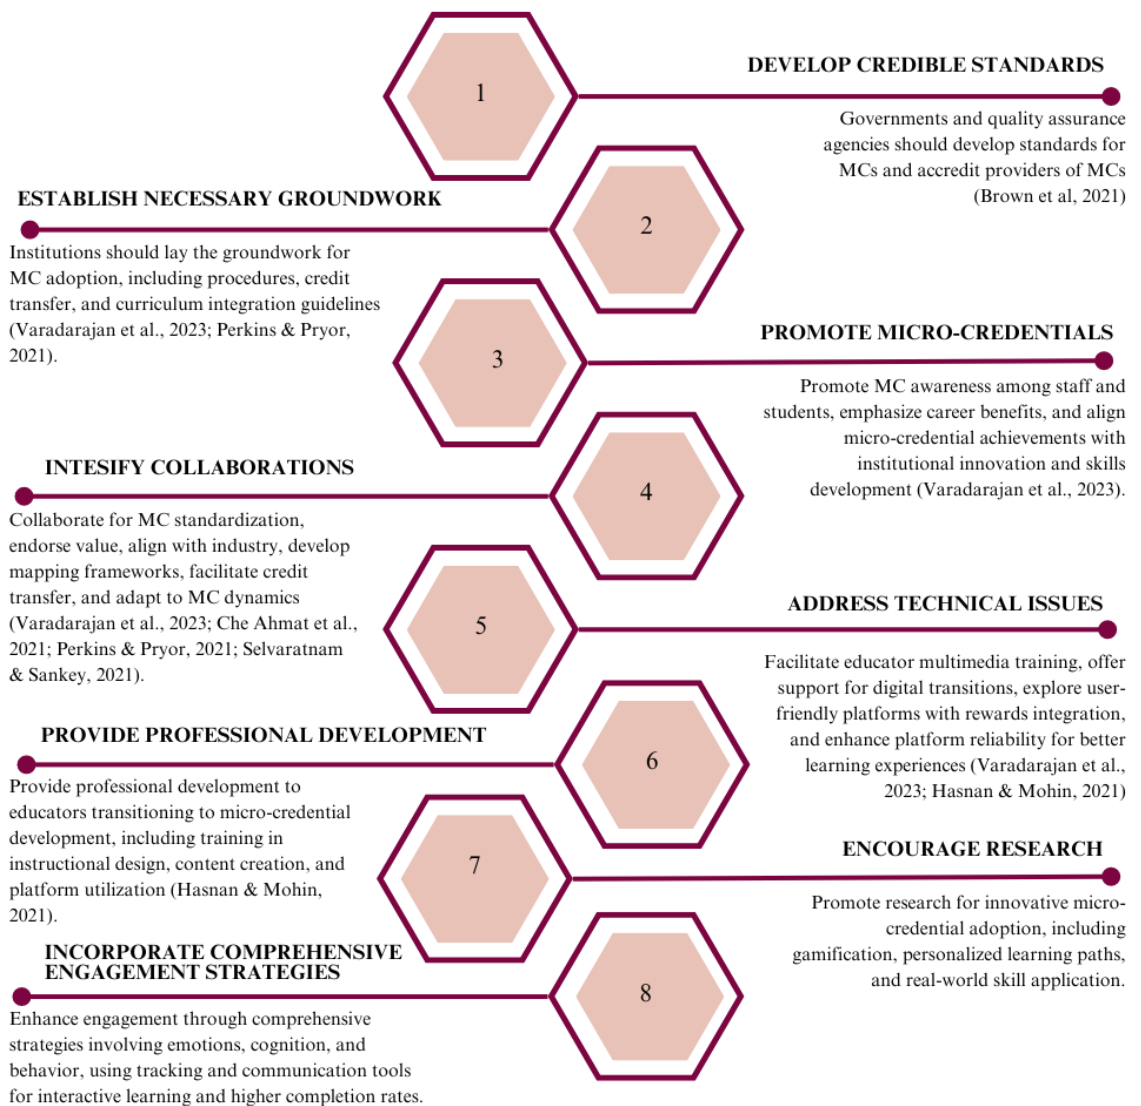 1
DEVELOP CREDIBLE STANDARDS
Governments and quality assurance
agencies should develop standards for
MCs and accredit providers of MCs
(Brown et al, 2021)
2
ESTABLISH NECESSARY GROUNDWORK
Institutions should lay the groundwork for
MC adoption, including procedures, credit
transfer, and curriculum integration guidelines
(Varadarajan et al., 2023; Perkins & Pryor,
2021).
3
PROMOTE MICRO-CREDENTIALS
Promote MC awareness among staff and
students, emphasize career benefits, and align
micro-credential achievements with
institutional innovation and skills
development (Varadarajan et al., 2023).
4
INTESIFY COLLABORATIONS
Collaborate for MC standardization,
endorse value, align with industry, develop
mapping frameworks, facilitate credit
transfer, and adapt to MC dynamics
(Varadarajan et al., 2023; Che Ahmat et al.,
2021; Perkins & Pryor, 2021; Selvaratnam
& Sankey, 2021).
5
ADDRESS TECHNICAL ISSUES
Facilitate educator multimedia training, offer
support for digital transitions, explore user-
friendly platforms with rewards integration,
and enhance platform reliability for better
learning experiences (Varadarajan et al.,
2023; Hasnan & Mohin, 2021)
6
PROVIDE PROFESSIONAL DEVELOPMENT
Provide professional development to
educators transitioning to micro-credential
development, including training in
instructional design, content creation, and
platform utilization (Hasnan & Mohin,
2021).
7
ENCOURAGE RESEARCH
Promote research for innovative micro-
credential adoption, including
gamification, personalized learning paths,
and real-world skill application.
8
INCORPORATE COMPREHENSIVE
ENGAGEMENT STRATEGIES
Enhance engagement through comprehensive
strategies involving emotions, cognition, and
behavior, using tracking and communication tools
for interactive learning and higher completion rates.